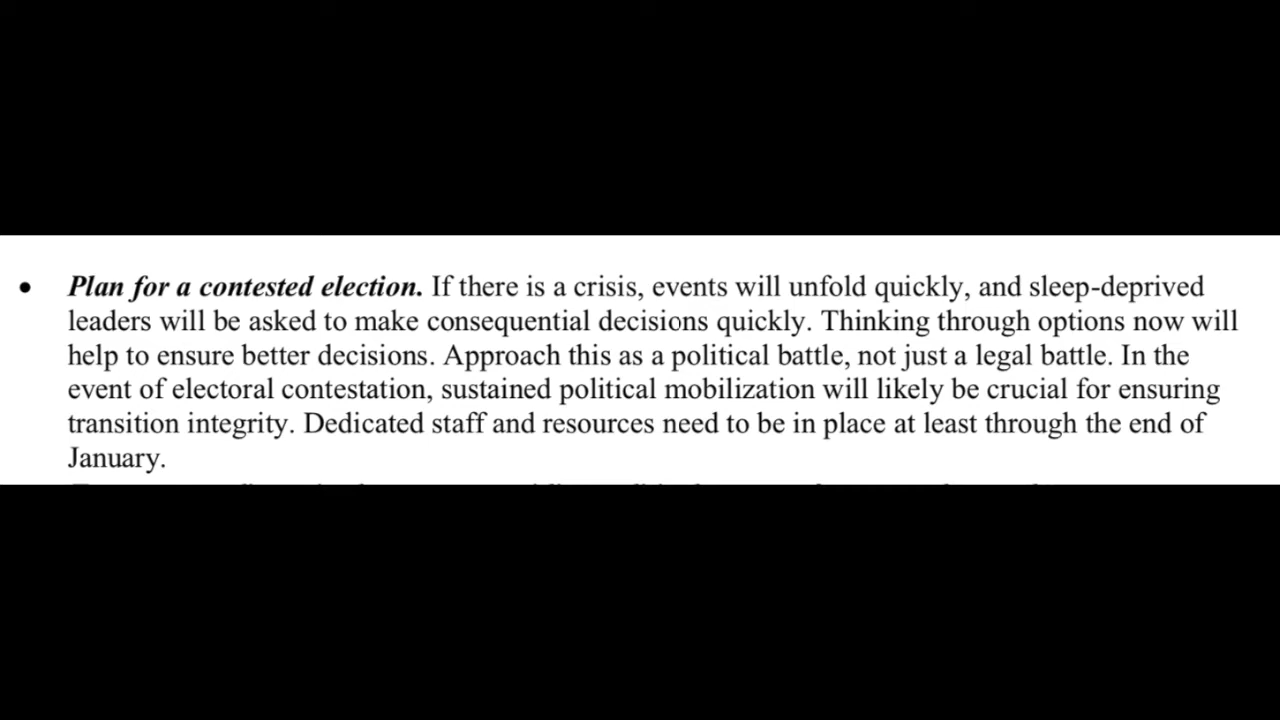 • Plan for a contested election. If there is a crisis, events will unfold quickly, and sleep-deprived
leaders will be asked to make consequential decisions quickly. Thinking through options now will
help to ensure better decisions. Approach this as a political battle, not just a legal battle. In the
event of electoral contestation, sustained political mobilization will likely be crucial for ensuring
transition integrity. Dedicated staff and resources need to be in place at least through the end of
January.